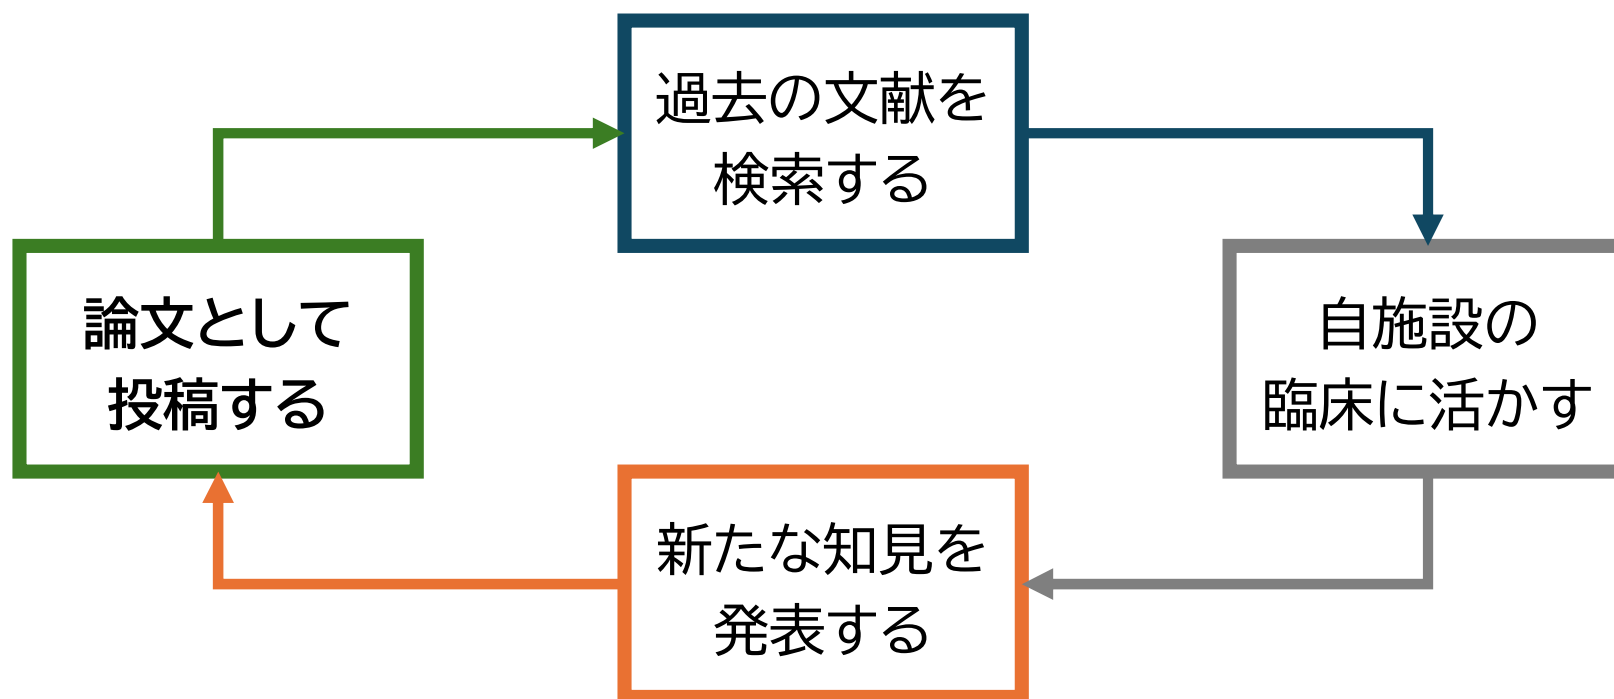 過去の文献を
検索する
論文として
投稿する
自施設の
臨床に活かす
新たな知見を
発表する